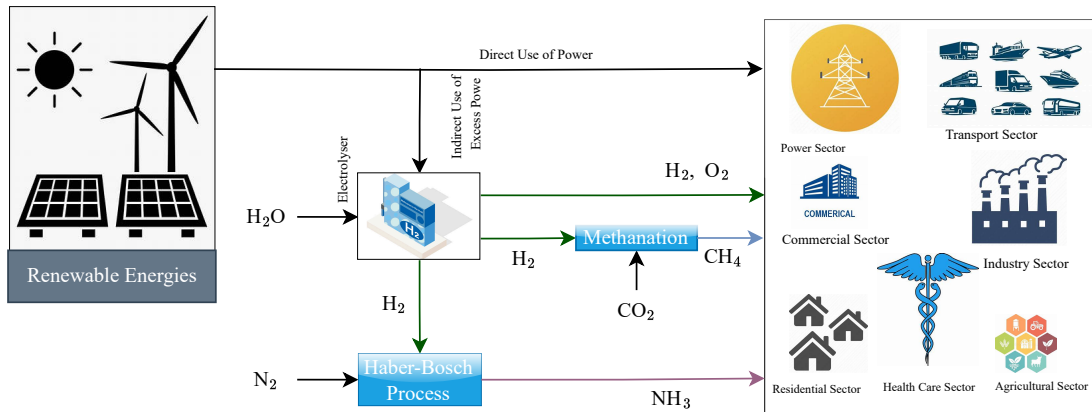 Renewable Energies
Direct Use of Power
Indirect Use of
Excess Powe
Electrolyser
H₂O
H₂
H₂, O₂
H₂
Methanation
CH₄
CO₂
H₂
N₂
Haber-Bosch
Process
NH₃
Power Sector
Transport Sector
COMMERICAL
Commercial Sector
Industry Sector
Residential Sector
Health Care Sector
Agricultural Sector